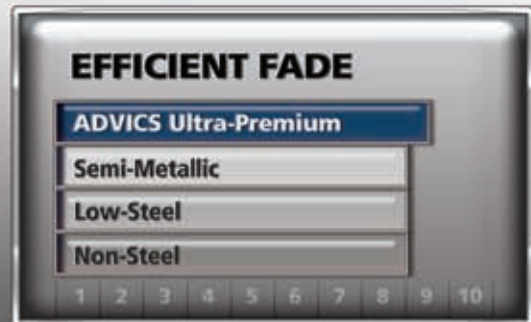 EFFICIENT FADE
ADVICS Ultra-Premium
Semi-Metallic
Low-Steel
Non-Steel
1 2 3 4 5 6 7 8 9 10